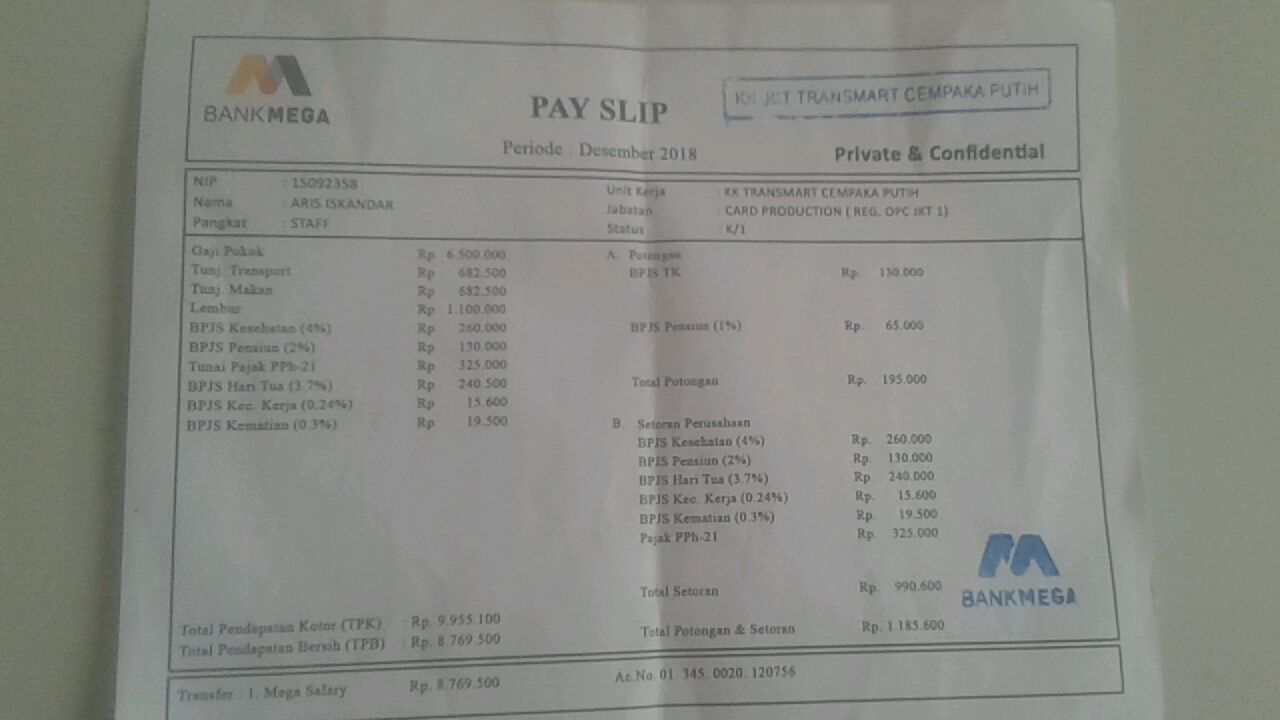 BANKMEGA
PAY SLIP
KK JKT TRANSMART CEMPAKA PUTIH
Periode : Desember 2018
Private & Confidential
NIP : 15092358
Nama : ARIS ISKANDAR
Pangkat : STAFF
Unit Kerja : KK TRANSMART CEMPAKA PUTIH
Jabatan : CARD PRODUCTION ( REG. OPC JKT 1)
Status : K/1
Gaji Pokok Rp 6.500.000
Tunj. Transport Rp 682.500
Tunj. Makan Rp 682.500
Lembur Rp 1.100.000
BPJS Kesehatan (4%) Rp 260.000
BPJS Pensiun (2%) Rp 130.000
Tunai Pajak PPh-21 Rp 325.000
BPJS Hari Tua (3.7%) Rp 240.500
BPJS Kec. Kerja (0.24%) Rp 15.600
BPJS Kematian (0.3%) Rp 19.500
A. Potongan
BPJS TK Rp. 130.000
BPJS Pensiun (1%) Rp. 65.000
Total Potongan Rp. 195.000
B. Setoran Perusahaan
BPJS Kesehatan (4%) Rp. 260.000
BPJS Pensiun (2%) Rp. 130.000
BPJS Hari Tua (3.7%) Rp. 240.000
BPJS Kec. Kerja (0.24%) Rp. 15.600
BPJS Kematian (0.3%) Rp. 19.500
Pajak PPh-21 Rp. 325.000
BANKMEGA
Total Setoran Rp. 990.600
Total Pendapatan Kotor (TPK) : Rp. 9.955.100
Total Pendapatan Bersih (TPB) : Rp. 8.769.500
Total Potongan & Setoran Rp. 1.185.600
Transfer : 1. Mega Salary Rp. 8.769.500
Ac.No. 01. 345. 0020. 120756